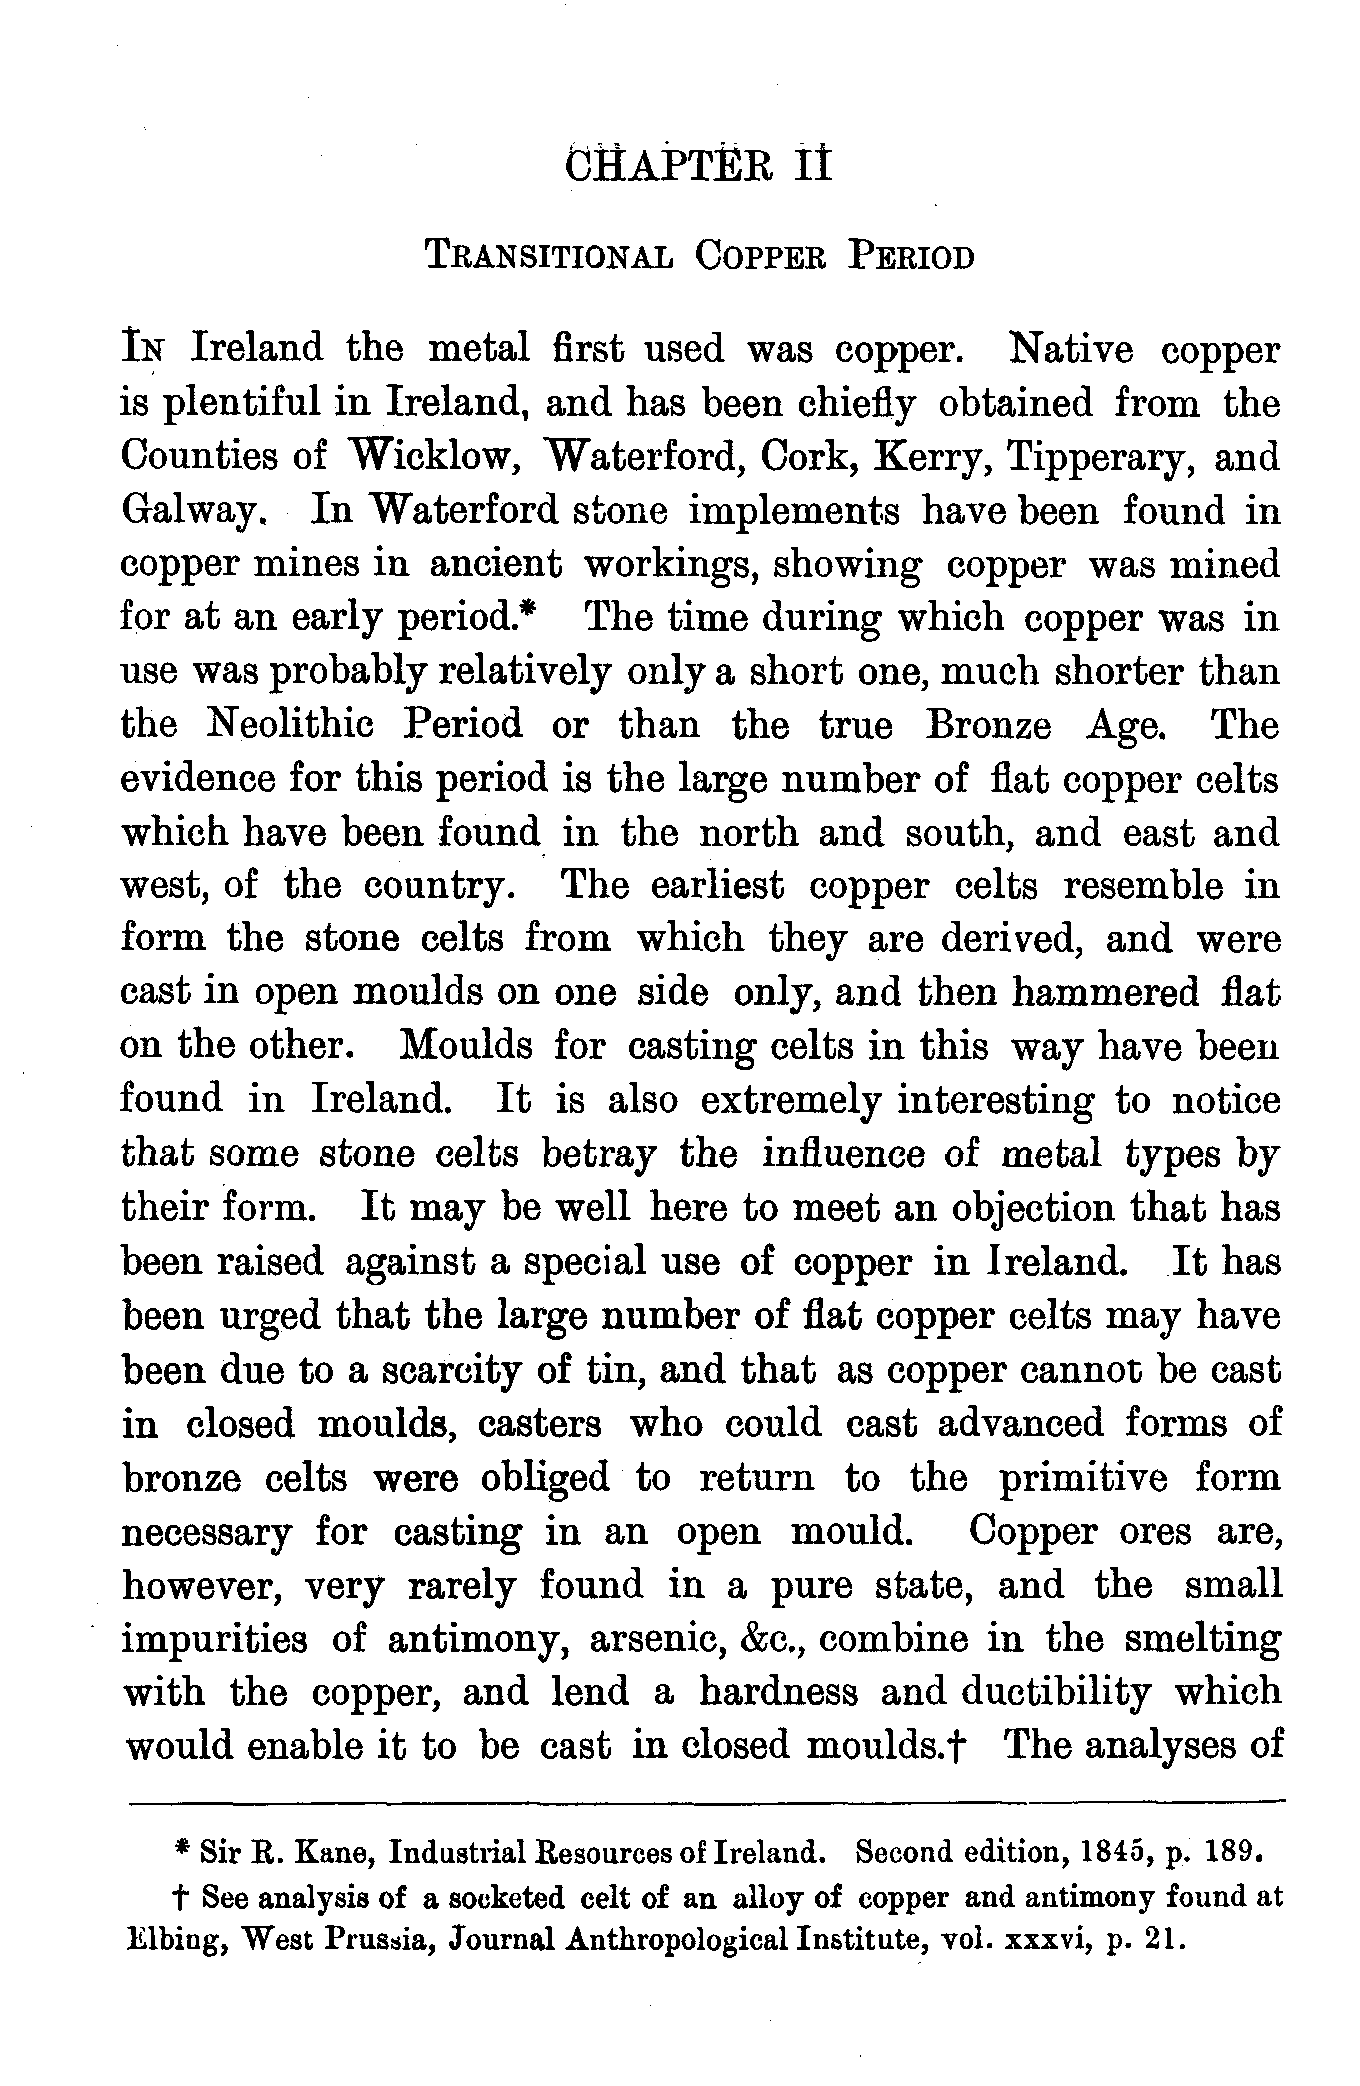 CHAPTER II
TRANSITIONAL COPPER PERIOD
IN Ireland the metal first used was copper. Native copper
is plentiful in Ireland, and has been chiefly obtained from the
Counties of Wicklow, Waterford, Cork, Kerry, Tipperary, and
Galway. In Waterford stone implements have been found in
copper mines in ancient workings, showing copper was mined
for at an early period.* The time during which copper was in
use was probably relatively only a short one, much shorter than
the Neolithic Period or than the true Bronze Age. The
evidence for this period is the large number of flat copper celts
which have been found in the north and south, and east and
west, of the country. The earliest copper celts resemble in
form the stone celts from which they are derived, and were
cast in open moulds on one side only, and then hammered flat
on the other. Moulds for casting celts in this way have been
found in Ireland. It is also extremely interesting to notice
that some stone celts betray the influence of metal types by
their form. It may be well here to meet an objection that has
been raised against a special use of copper in Ireland. It has
been urged that the large number of flat copper celts may have
been due to a scarcity of tin, and that as copper cannot be cast
in closed moulds, casters who could cast advanced forms of
bronze celts were obliged to return to the primitive form
necessary for casting in an open mould. Copper ores are,
however, very rarely found in a pure state, and the small
impurities of antimony, arsenic, &c., combine in the smelting
with the copper, and lend a hardness and ductibility which
would enable it to be cast in closed moulds.† The analyses of
* Sir R. Kane, Industrial Resources of Ireland. Second edition, 1845, p. 189.
† See analysis of a socketed celt of an alloy of copper and antimony found at
Elbing, West Prussia, Journal Anthropological Institute, vol. xxxvi, p. 21.